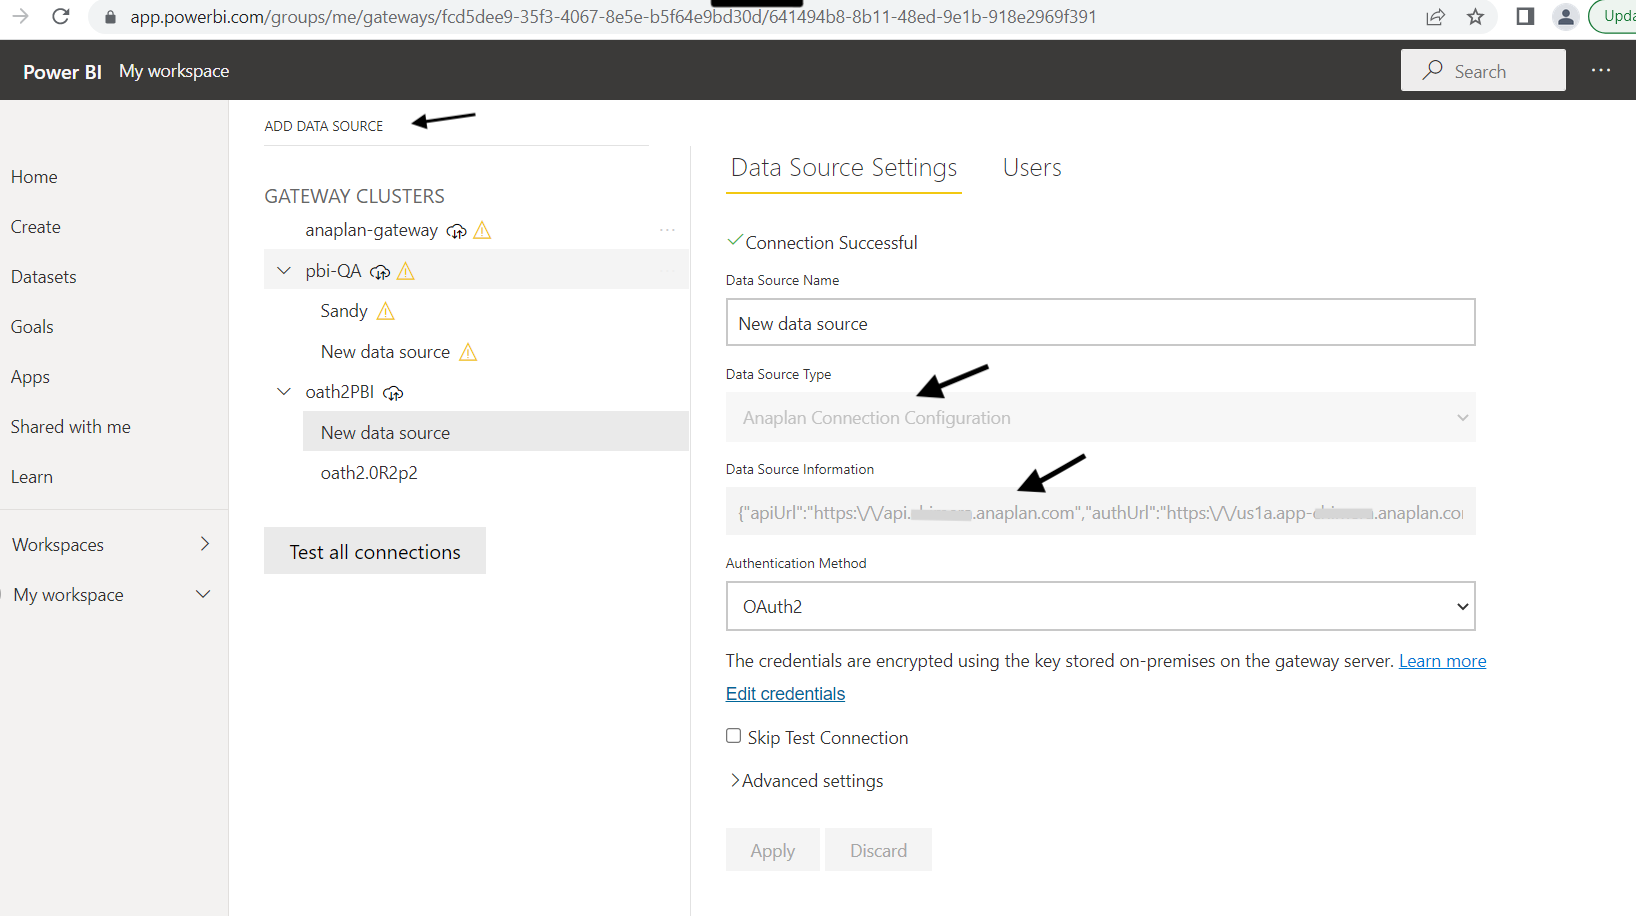 app.powerbi.com/groups/me/gateways/fcd5dee9-35f3-4067-8e5e-b5f64e9bd30d/641494b8-8b11-48ed-9e1b-918e2969f391
Power BI My workspace
Search
ADD DATA SOURCE
Home
Create
Datasets
Goals
Apps
Shared with me
Learn
Workspaces
My workspace
GATEWAY CLUSTERS
anaplan-gateway
pbi-QA
Sandy
New data source
oath2PBI
New data source
oath2.0R2p2
Test all connections
Data Source Settings Users
Connection Successful
Data Source Name
New data source
Data Source Type
Anaplan Connection Configuration
Data Source Information
{"apiUrl":"https:\/\/api. .anaplan.com","authUrl":"https:\/\/us1a.app- .anaplan.co
Authentication Method
OAuth2
The credentials are encrypted using the key stored on-premises on the gateway server. Learn more
Edit credentials
Skip Test Connection
Advanced settings
Apply Discard